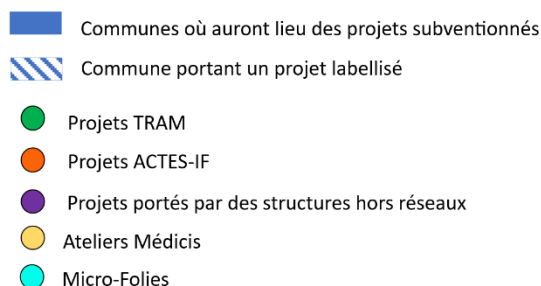 Communes où auront lieu des projets subventionnés
Commune portant un projet labellisé
Projets TRAM
Projets ACTES-IF
Projets portés par des structures hors réseaux
Ateliers Médicis
Micro-Folies